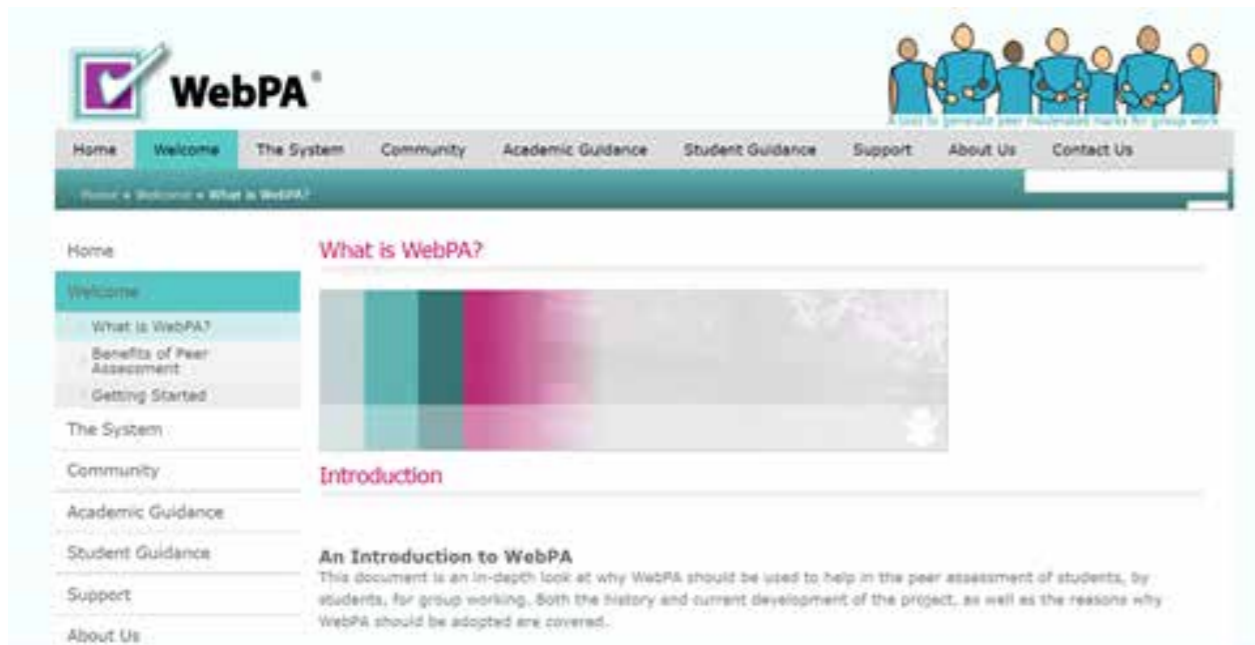 WebPA®
A tool to generate peer moderated marks for group work
Home Welcome The System Community Academic Guidance Student Guidance Support About Us Contact Us
Home » Welcome » What is WebPA?
Home
Welcome
What is WebPA?
Benefits of Peer
Assessment
Getting Started
The System
Community
Academic Guidance
Student Guidance
Support
About Us
What is WebPA?
Introduction
An Introduction to WebPA
This document is an in-depth look at why WebPA should be used to help in the peer assessment of students, by
students, for group working. Both the history and current development of the project, as well as the reasons why
WebPA should be adopted are covered.